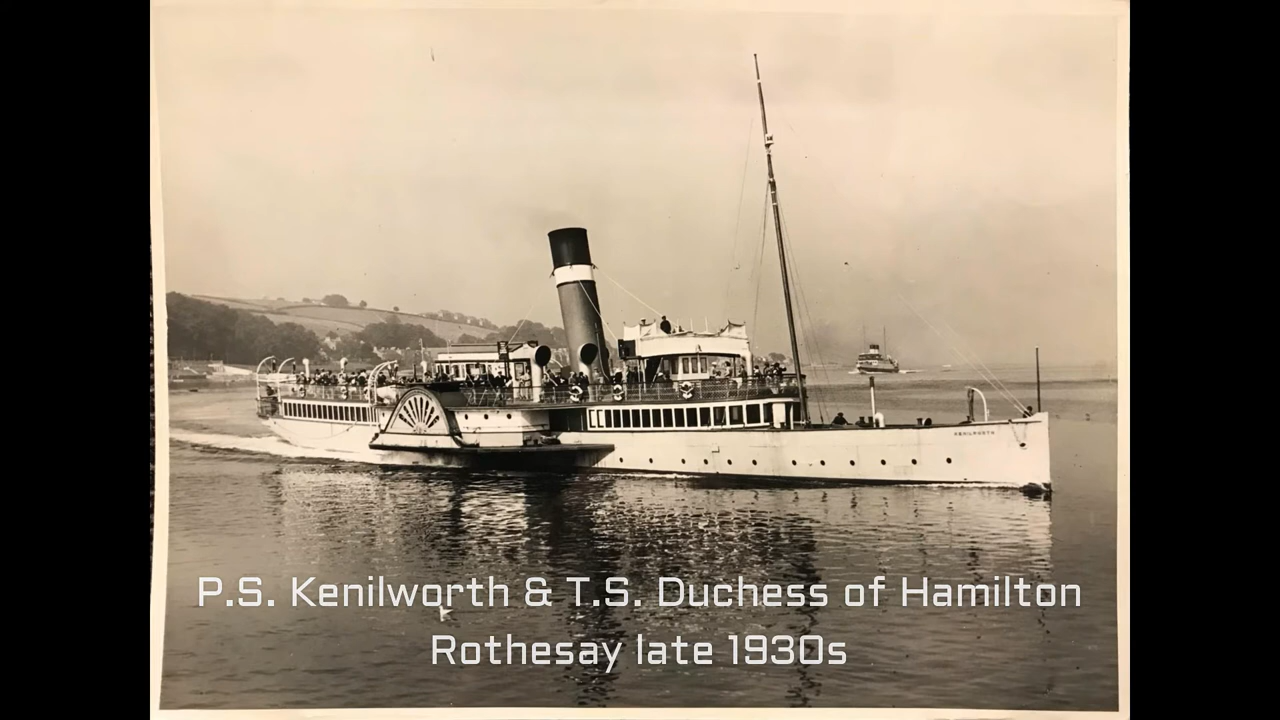 KENILWORTH
P.S. Kenilworth & T.S. Duchess of Hamilton
Rothesay late 1930s